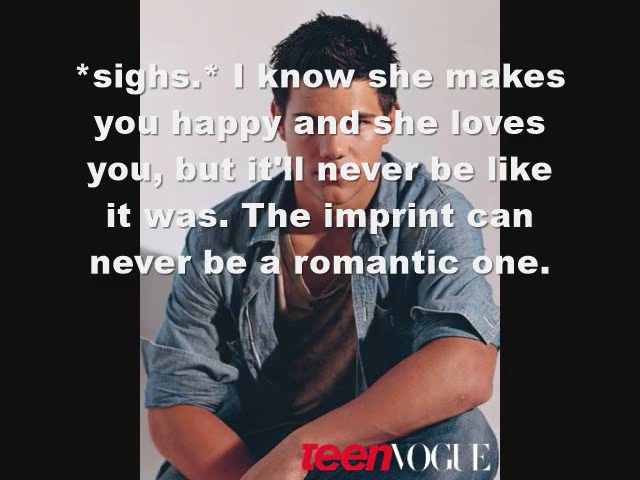 *sighs.* I know she makes
you happy and she loves
you, but it'll never be like
it was. The imprint can
never be a romantic one.
teenVOGUE